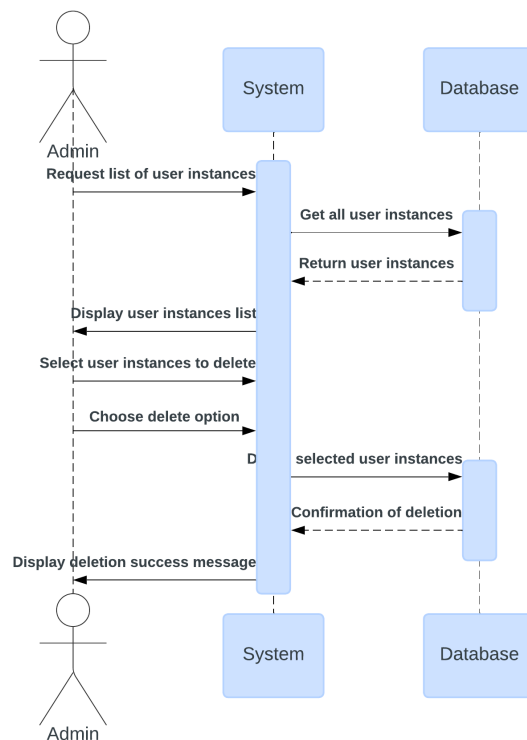 System
Database
Admin
Request list of user instances
Get all user instances
Return user instances
Display user instances list
Select user instances to delete
Choose delete option
selected user instances
Confirmation of deletion
Display deletion success message
System
Database
Admin